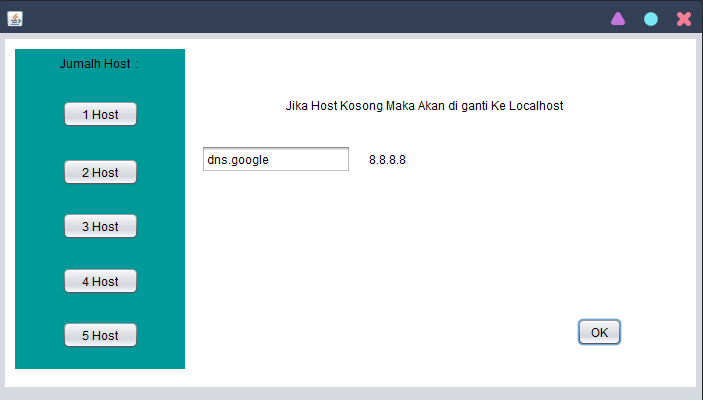 Jumalh Host :
1 Host
2 Host
3 Host
4 Host
5 Host
Jika Host Kosong Maka Akan di ganti Ke Localhost
dns.google
8.8.8.8
OK